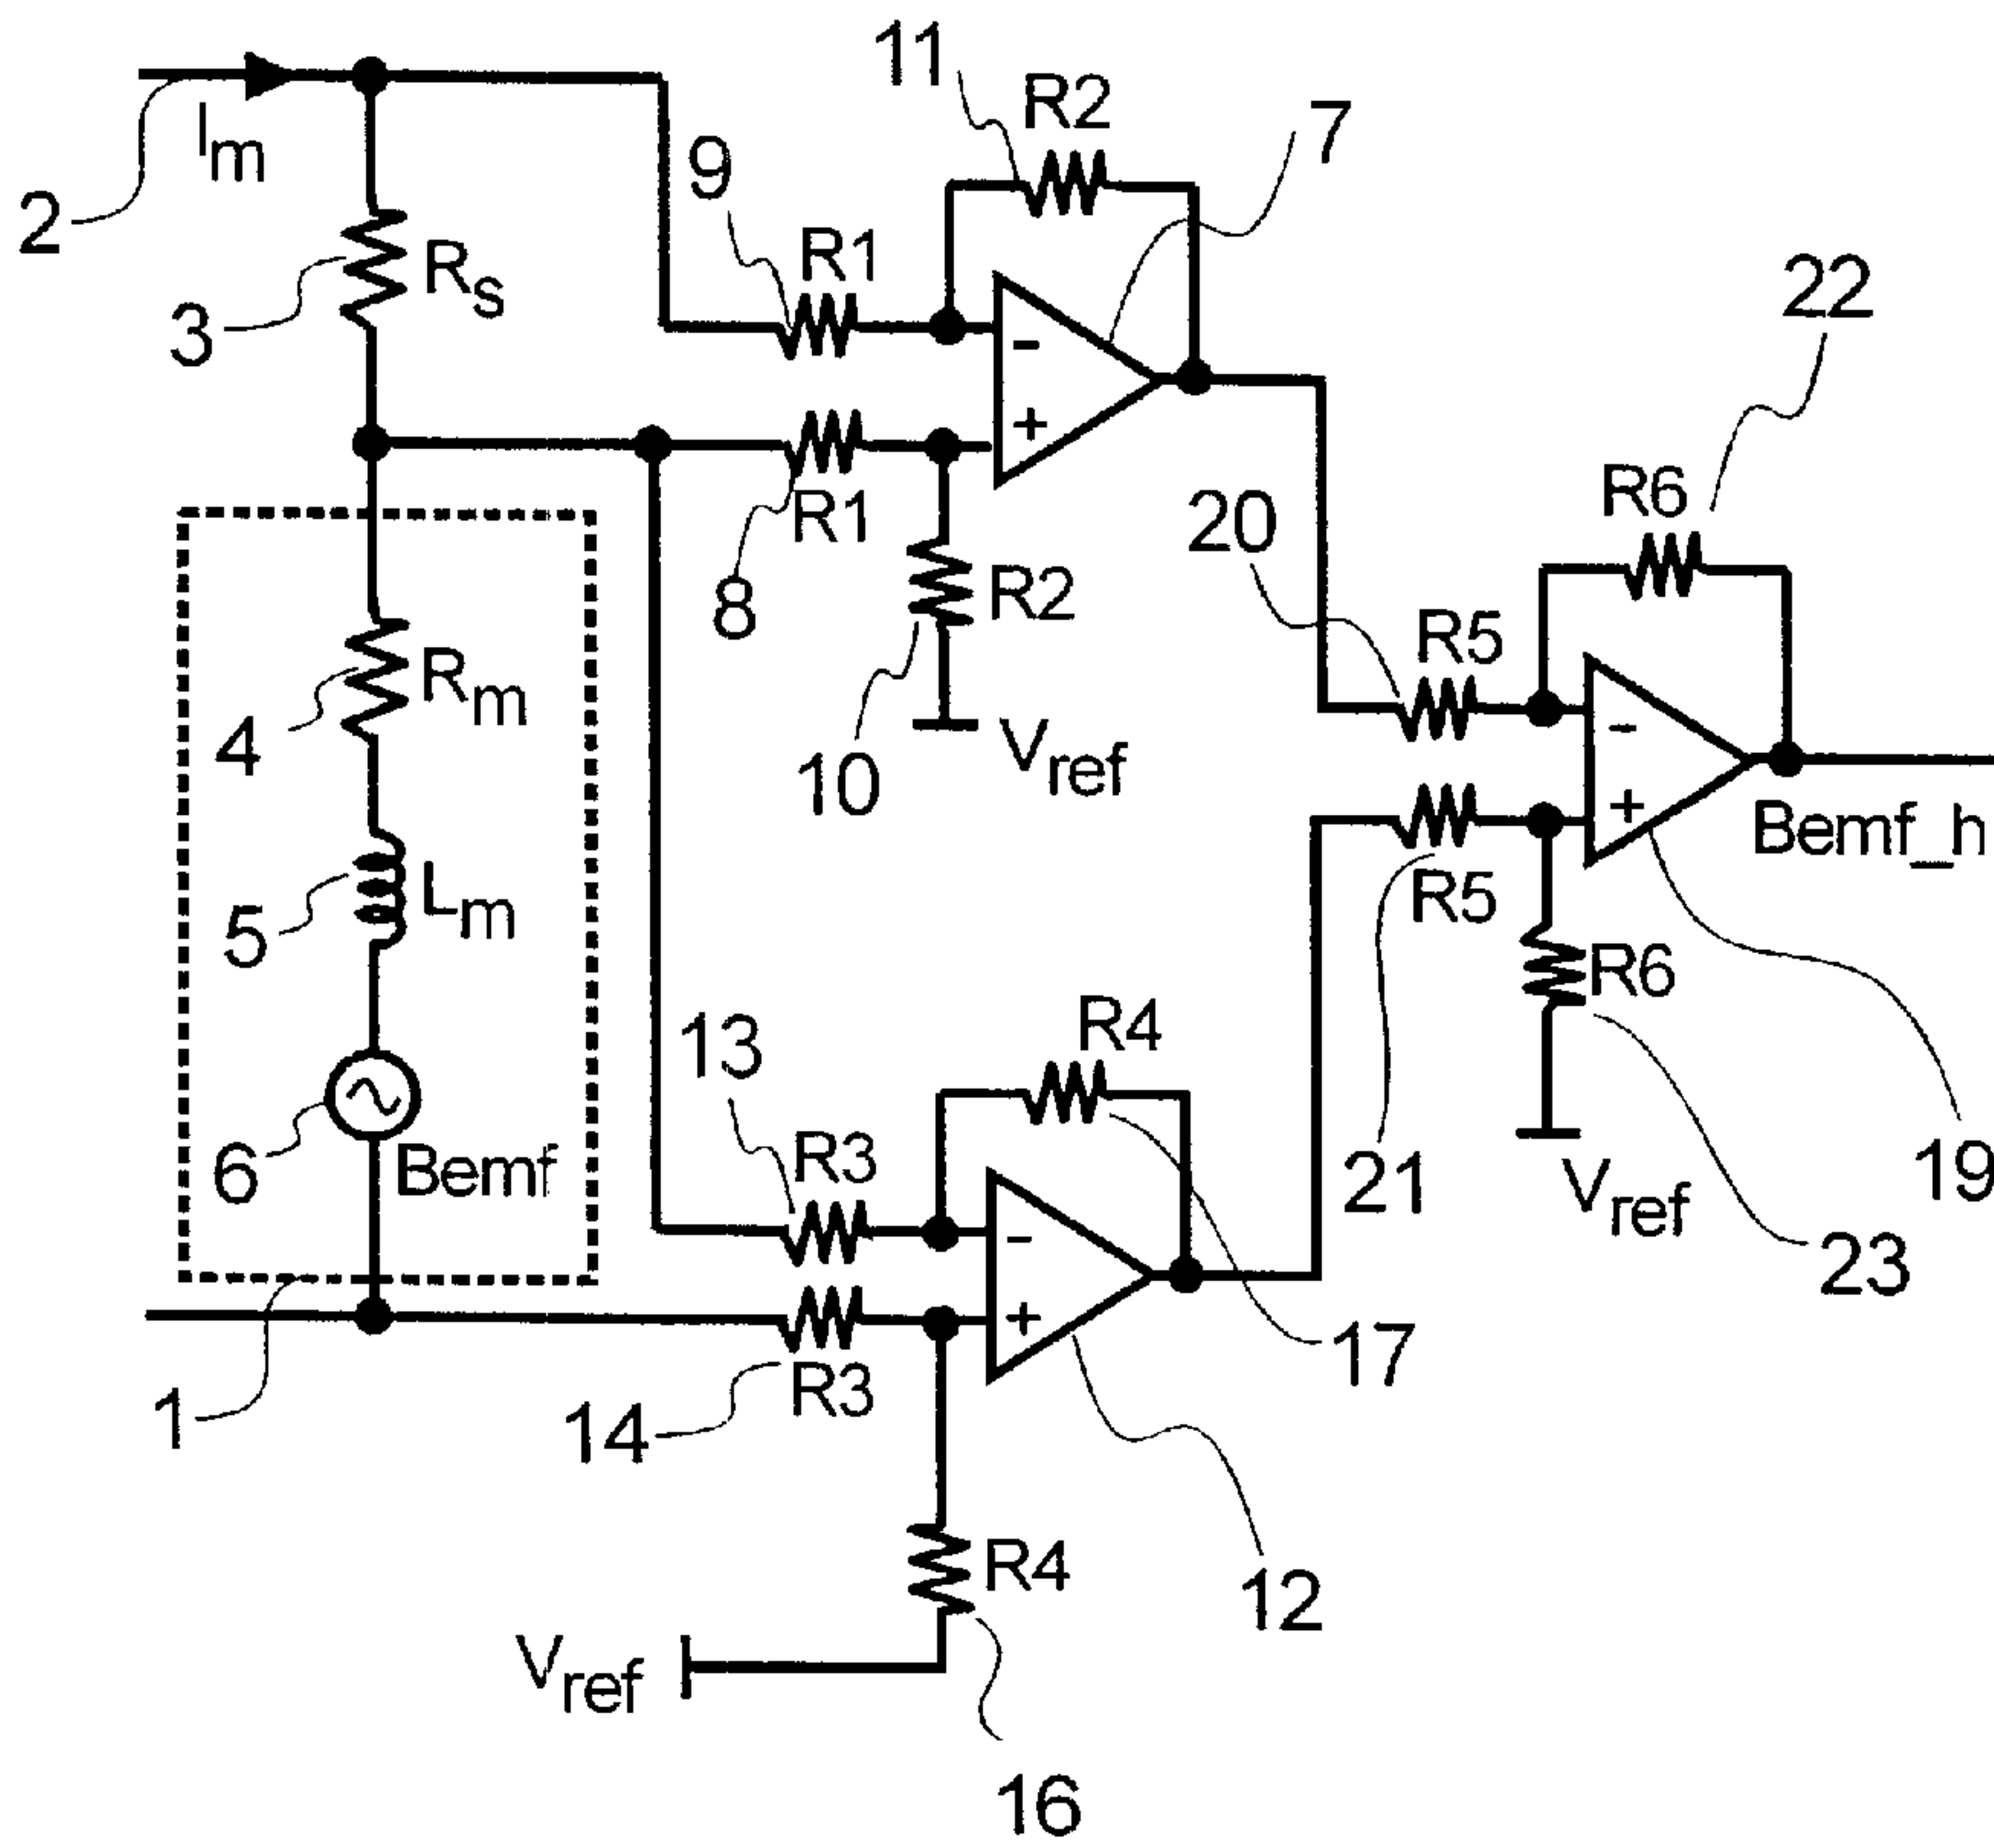 11
R2
7
Im
9
2
R1
Rs
22
3
-
+
R6
20
R1
8
R2
R5
Rm
4
10
Vref
-
+
Bemf_h
5
Lm
R5
R6
13
R4
6
Bemf
R3
21
Vref
19
-
23
+
17
1
14
R3
R4
12
Vref
16